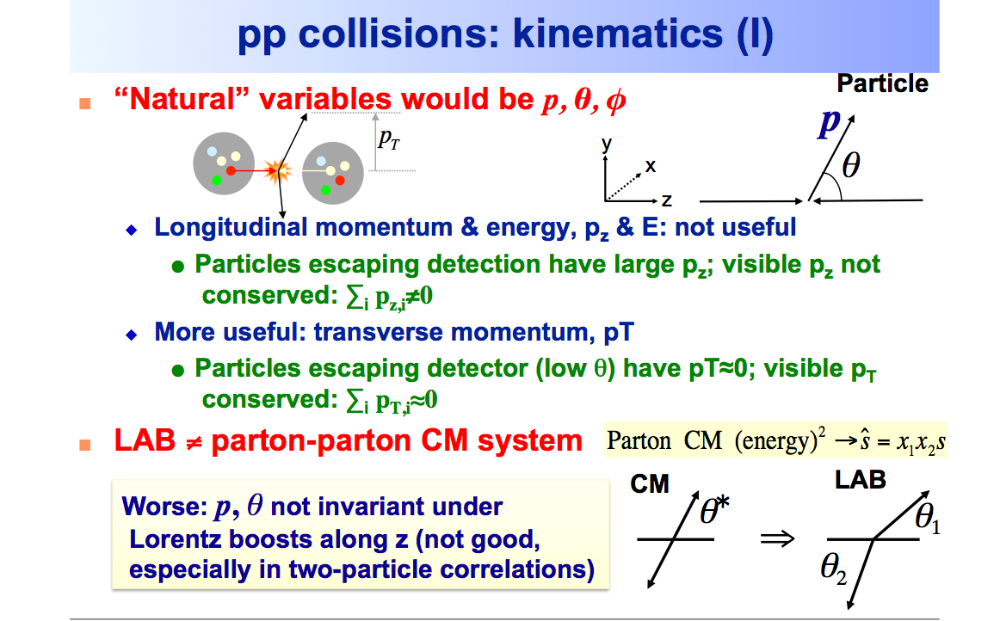 pp collisions: kinematics (I)
Particle
“Natural” variables would be p, θ, ϕ
p
p_T
θ
y
x
z
Longitudinal momentum & energy, p_z & E: not useful
Particles escaping detection have large p_z; visible p_z not
conserved: ∑_i p_z,i≠0
More useful: transverse momentum, pT
Particles escaping detector (low θ) have pT≈0; visible p_T
conserved: ∑_i p_T,i≈0
LAB ≠ parton-parton CM system
Parton CM (energy)² → ŝ = x₁x₂s
CM
LAB
Worse: p, θ not invariant under
Lorentz boosts along z (not good,
especially in two-particle correlations)
θ*
⇒
θ₁
θ₂